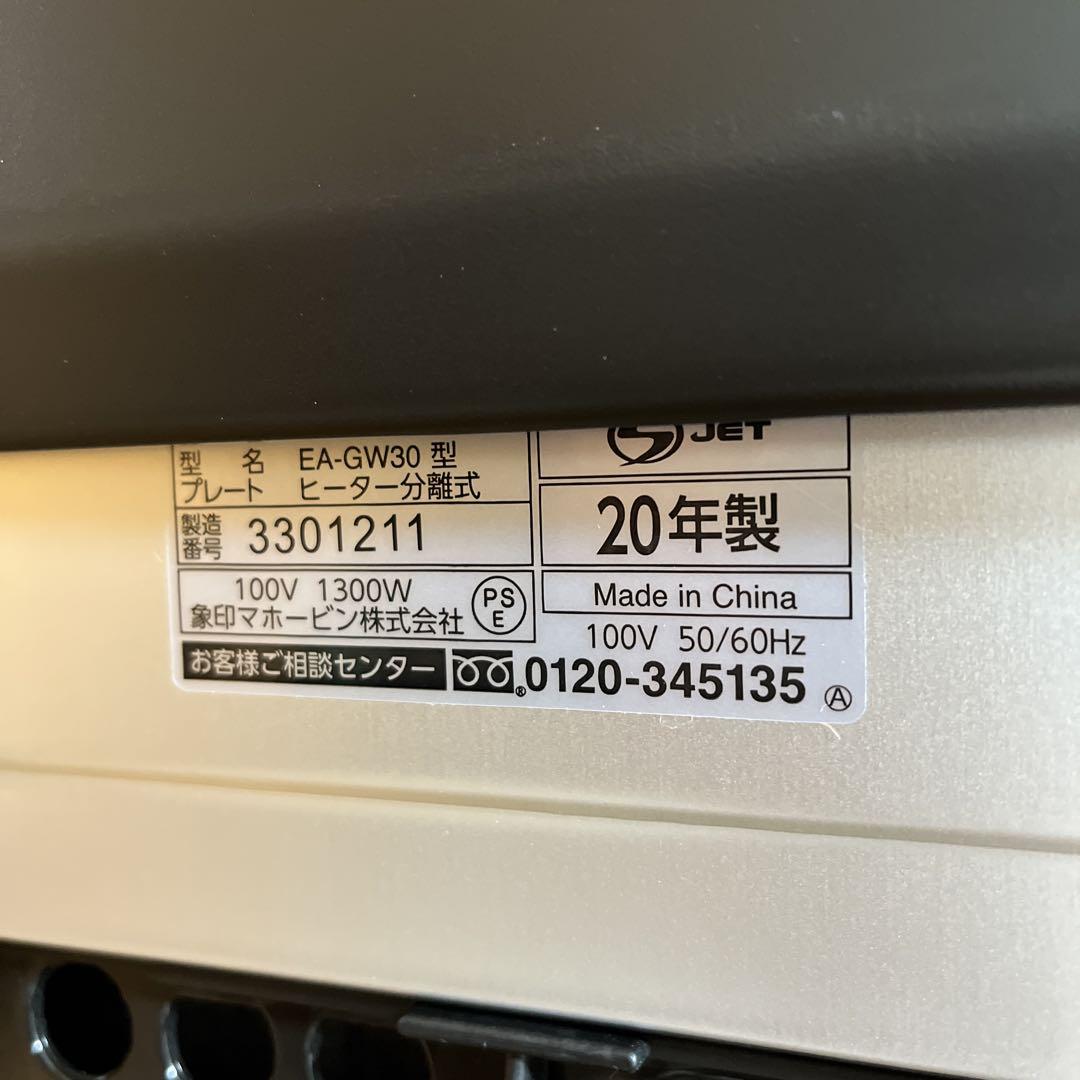 型 名 EA-GW30 型
プレート ヒーター分離式
製造番号 3301211
100V 1300W
象印マホービン株式会社
PSE
JET
20年製
Made in China
100V 50/60Hz
お客様ご相談センター ®0120-345135 Ⓐ